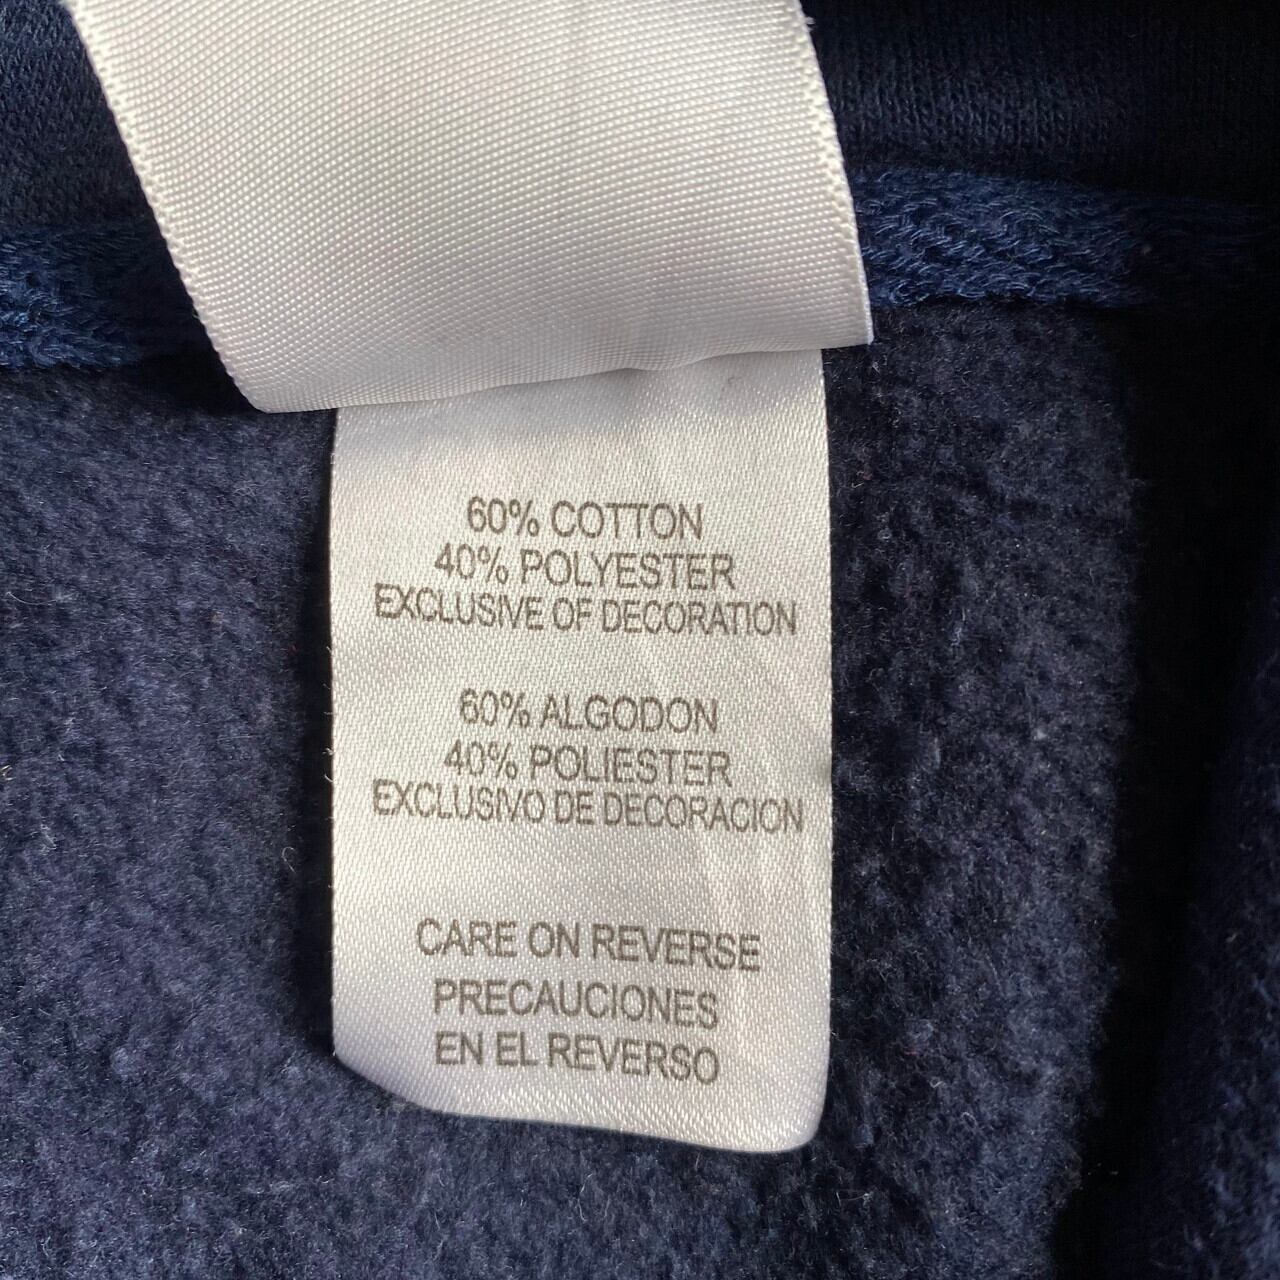 60% COTTON
40% POLYESTER
EXCLUSIVE OF DECORATION
60% ALGODON
40% POLIESTER
EXCLUSIVO DE DECORACION
CARE ON REVERSE
PRECAUCIONES
EN EL REVERSO